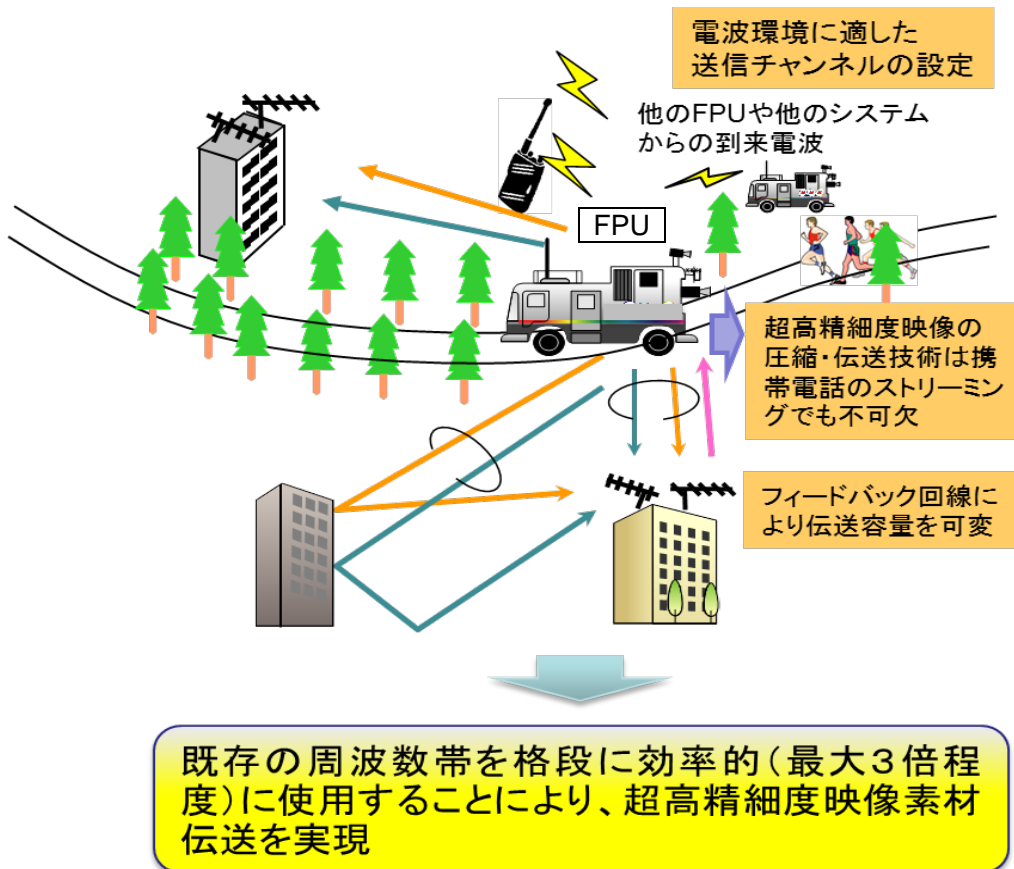 電波環境に適した
送信チャンネルの設定
他のFPUや他のシステム
からの到来電波
FPU
超高精細度映像の
圧縮・伝送技術は携
帯電話のストリーミン
グでも不可欠
フィードバック回線に
より伝送容量を可変
既存の周波数帯を格段に効率的（最大３倍程
度）に使用することにより、超高精細度映像素材
伝送を実現